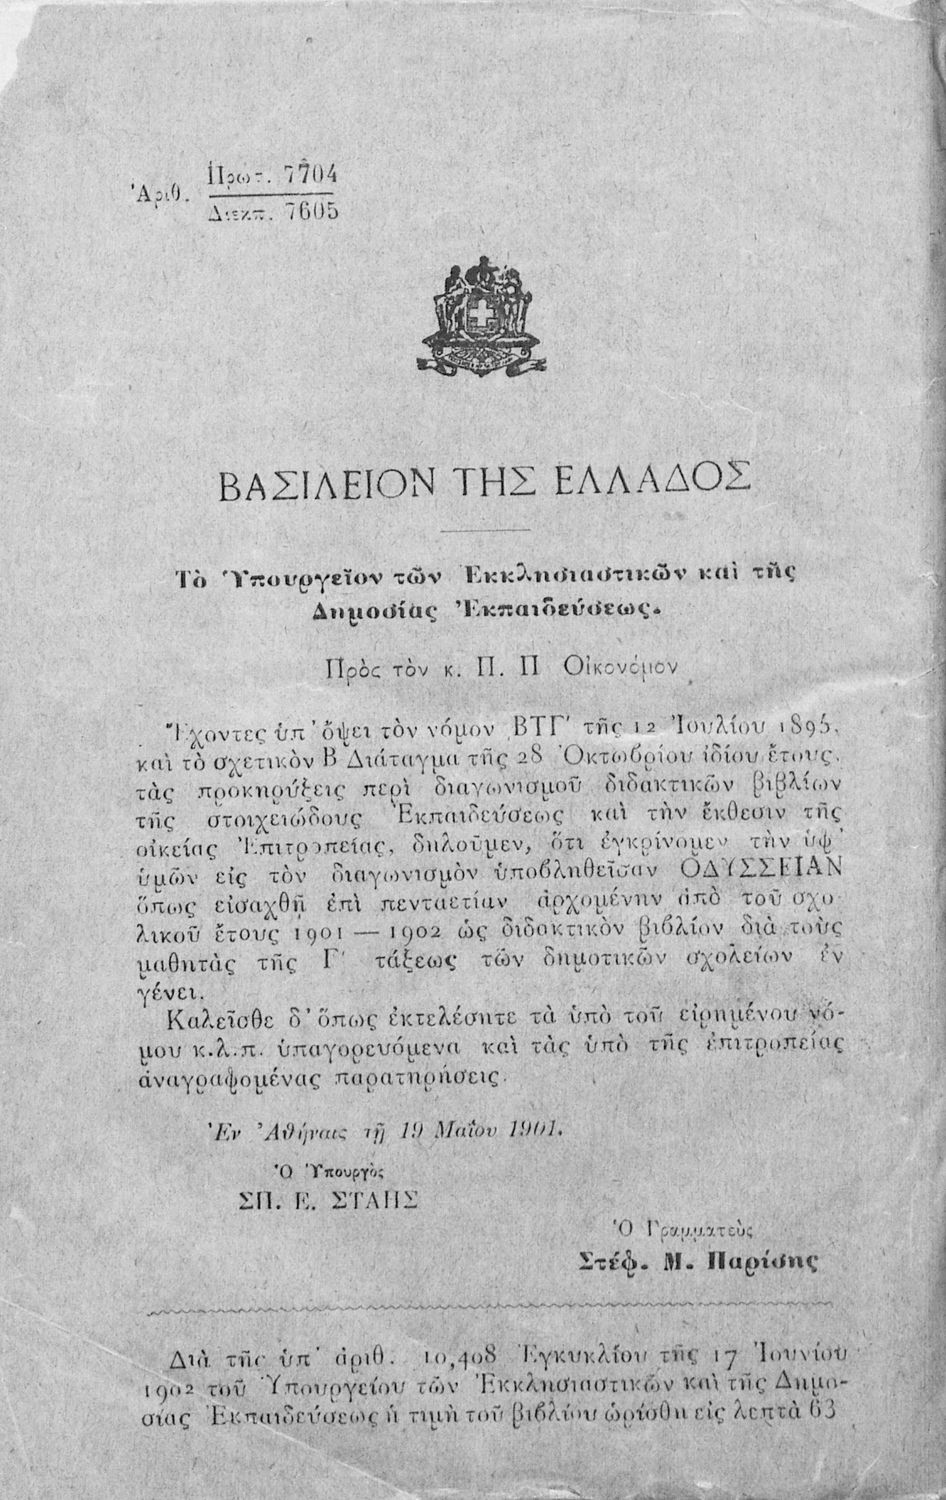 Ἀριθ. Πρωτ. 7704
Διεκπ. 7605
ΒΑΣΙΛΕΙΟΝ ΤΗΣ ΕΛΛΑΔΟΣ
Τὸ Ὑπουργεῖον τῶν Ἐκκλησιαστικῶν καὶ τῆς
Δημοσίας Ἐκπαιδεύσεως.
Πρὸς τὸν κ. Π. Π Οἰκονόμον
Ἔχοντες ὑπ' ὄψει τὸν νόμον ΒΤΓ' τῆς 12 Ἰουλίου 1895,
καὶ τὸ σχετικὸν Β Διάταγμα τῆς 28 Ὀκτωβρίου ἰδίου ἔτους,
τὰς προκηρύξεις περὶ διαγωνισμοῦ διδακτικῶν βιβλίων
τῆς στοιχειώδους Ἐκπαιδεύσεως καὶ τὴν ἔκθεσιν τῆς
οἰκείας Ἐπιτροπείας, δηλοῦμεν, ὅτι ἐγκρίνομεν τὴν ὑφ'
ὑμῶν εἰς τὸν διαγωνισμὸν ὑποβληθεῖσαν ΟΔΥΣΣΕΙΑΝ
ὅπως εἰσαχθῇ ἐπὶ πενταετίαν ἀρχομένην ἀπὸ τοῦ σχο-
λικοῦ ἔτους 1901 — 1902 ὡς διδακτικὸν βιβλίον διὰ τοὺς
μαθητὰς τῆς Γ' τάξεως τῶν δημοτικῶν σχολείων ἐν
γένει.
Καλεῖσθε δ' ὅπως ἐκτελέσητε τὰ ὑπὸ τοῦ εἰρημένου νό-
μου κ.λ.π. ὑπαγορευόμενα καὶ τὰς ὑπὸ τῆς ἐπιτροπείας
ἀναγραφομένας παρατηρήσεις.
Ἐν Ἀθήναις τῇ 19 Μαΐου 1901.
Ὁ Ὑπουργὸς
ΣΠ. Ε. ΣΤΑΗΣ
Ὁ Γραμματεὺς
Στέφ. Μ. Παρίσης
Διὰ τῆς ὑπ' ἀριθ. 10,408 Ἐγκυκλίου τῆς 17 Ἰουνίου
1902 τοῦ Ὑπουργείου τῶν Ἐκκλησιαστικῶν καὶ τῆς Δημο-
σίας Ἐκπαιδεύσεως ἡ τιμὴ τοῦ βιβλίου ὡρίσθη εἰς λεπτὰ 63